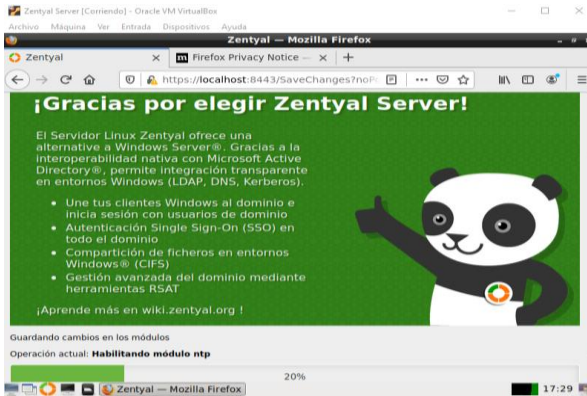 Zentyal Server [Corriendo] - Oracle VM VirtualBox
Archivo Máquina Ver Entrada Dispositivos Ayuda
Zentyal — Mozilla Firefox
Zentyal
Firefox Privacy Notice —
https://localhost:8443/SaveChanges?noPo
¡Gracias por elegir Zentyal Server!
El Servidor Linux Zentyal ofrece una
alternative a Windows Server®. Gracias a la
interoperabilidad nativa con Microsoft Active
Directory®, permite integración transparente
en entornos Windows (LDAP, DNS, Kerberos).
• Une tus clientes Windows al dominio e
inicia sesión con usuarios de dominio
• Autenticación Single Sign-On (SSO) en
todo el dominio
• Compartición de ficheros en entornos
Windows® (CIFS)
• Gestión avanzada del dominio mediante
herramientas RSAT
¡Aprende más en wiki.zentyal.org !
Guardando cambios en los módulos
Operación actual: Habilitando módulo ntp
20%
Zentyal — Mozilla Firefox
17:29